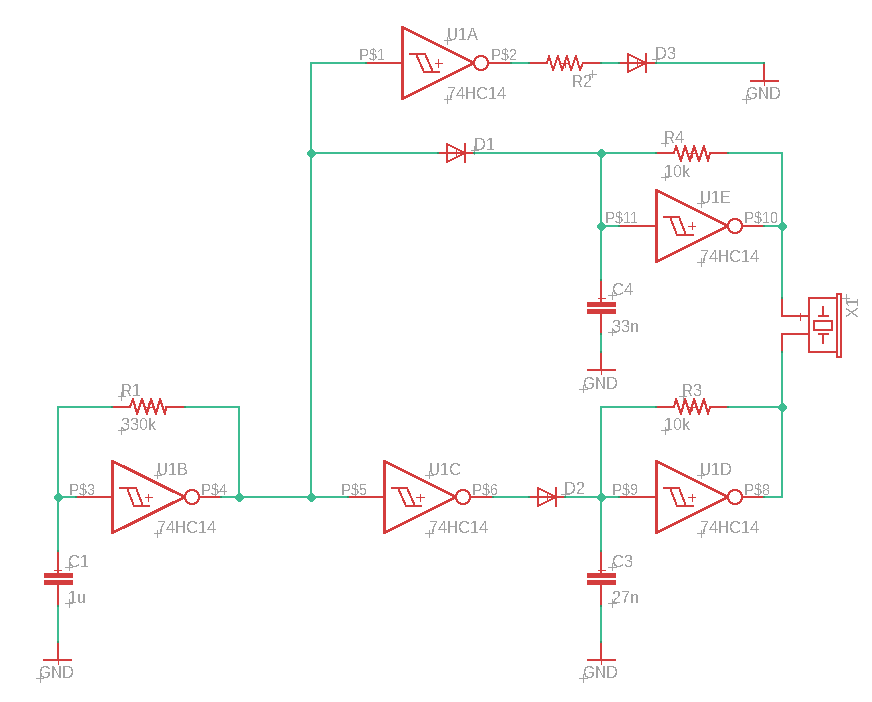 U1A
P$1
P$2
74HC14
R2
D3
GND
D1
R4
10k
U1E
P$11
P$10
74HC14
C4
33n
GND
X1
R1
330k
U1B
P$3
P$4
74HC14
C1
1u
GND
U1C
P$5
P$6
74HC14
D2
R3
10k
U1D
P$9
P$8
74HC14
C3
27n
GND